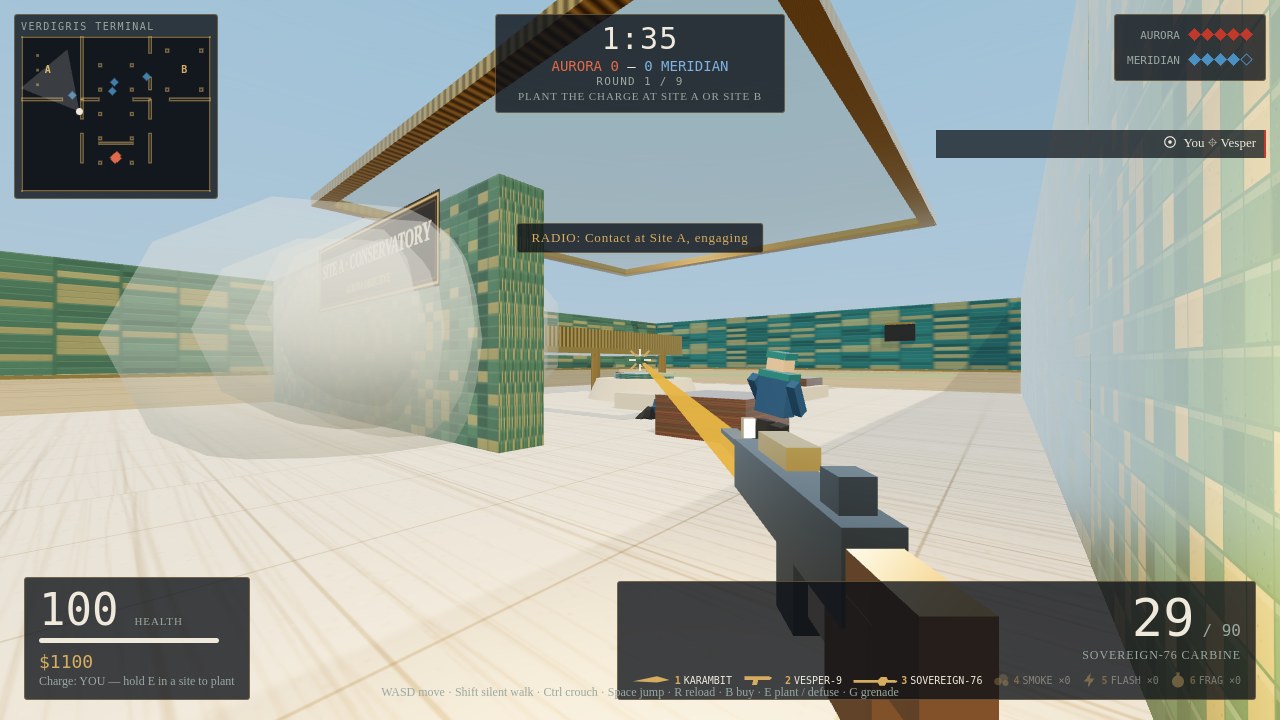 VERDIGRIS TERMINAL
A
B
1:35
AURORA 0 — 0 MERIDIAN
ROUND 1 / 9
PLANT THE CHARGE AT SITE A OR SITE B
AURORA
MERIDIAN
You Vesper
RADIO: Contact at Site A, engaging
SITE A · CONSERVATORY
100 HEALTH
$1100
Charge: YOU — hold E in a site to plant
29 / 90
SOVEREIGN-76 CARBINE
1 KARAMBIT 2 VESPER-9 3 SOVEREIGN-76 4 SMOKE ×0 5 FLASH ×0 6 FRAG ×0
WASD move · Shift silent walk · Ctrl crouch · Space jump · R reload · B buy · E plant / defuse · G grenade